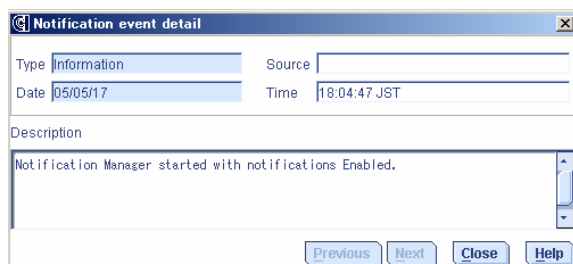 Notification event detail
Type Information Source
Date 05/05/17 Time 18:04:47 JST
Description
Notification Manager started with notifications Enabled.
Previous Next Close Help